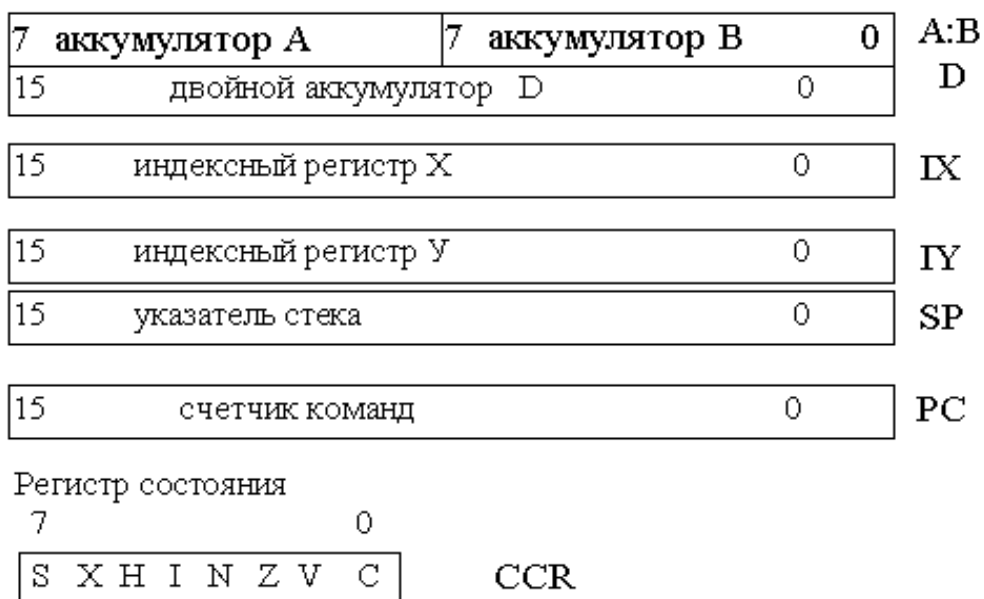 7 аккумулятор А 7 аккумулятор В 0 A:B
15 двойной аккумулятор D 0 D
15 индексный регистр X 0 IX
15 индексный регистр У 0 IY
15 указатель стека 0 SP
15 счетчик команд 0 PC
Регистр состояния
7 0
S X H I N Z V C CCR